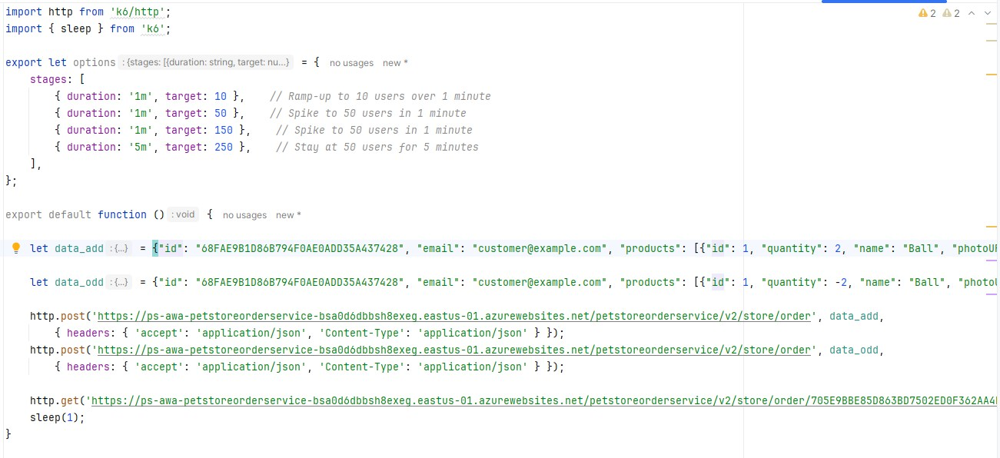 import http from 'k6/http';
2 2
import { sleep } from 'k6';
export let options : {stages: [{duration: string, target: nu...} = { no usages new *
stages: [
{ duration: '1m', target: 10 }, // Ramp-up to 10 users over 1 minute
{ duration: '1m', target: 50 }, // Spike to 50 users in 1 minute
{ duration: '1m', target: 150 }, // Spike to 50 users in 1 minute
{ duration: '5m', target: 250 }, // Stay at 50 users for 5 minutes
],
};
export default function () : void { no usages new *
let data_add : {...} = {"id": "68FAE9B1D86B794F0AE0ADD35A437428", "email": "customer@example.com", "products": [{"id": 1, "quantity": 2, "name": "Ball", "photoUR
let data_odd : {...} = {"id": "68FAE9B1D86B794F0AE0ADD35A437428", "email": "customer@example.com", "products": [{"id": 1, "quantity": -2, "name": "Ball", "photoU
http.post('https://ps-awa-petstoreorderservice-bsa0d6dbbsh8exeg.eastus-01.azurewebsites.net/petstoreorderservice/v2/store/order', data_add,
{ headers: { 'accept': 'application/json', 'Content-Type': 'application/json' } });
http.post('https://ps-awa-petstoreorderservice-bsa0d6dbbsh8exeg.eastus-01.azurewebsites.net/petstoreorderservice/v2/store/order', data_odd,
{ headers: { 'accept': 'application/json', 'Content-Type': 'application/json' } });
http.get('https://ps-awa-petstoreorderservice-bsa0d6dbbsh8exeg.eastus-01.azurewebsites.net/petstoreorderservice/v2/store/order/705E9BBE85D863BD7502ED0F362AA4
sleep(1);
}